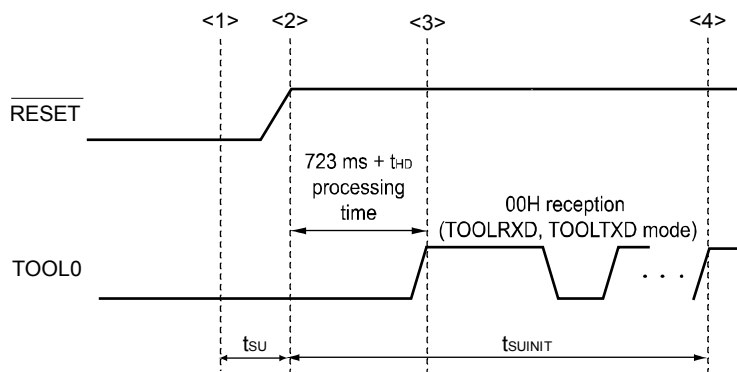 <1> <2> <3> <4>
RESET
723 ms + tHD
processing
time
00H reception
(TOOLRXD, TOOLTXD mode)
TOOL0
. . .
tSU
tSUINIT